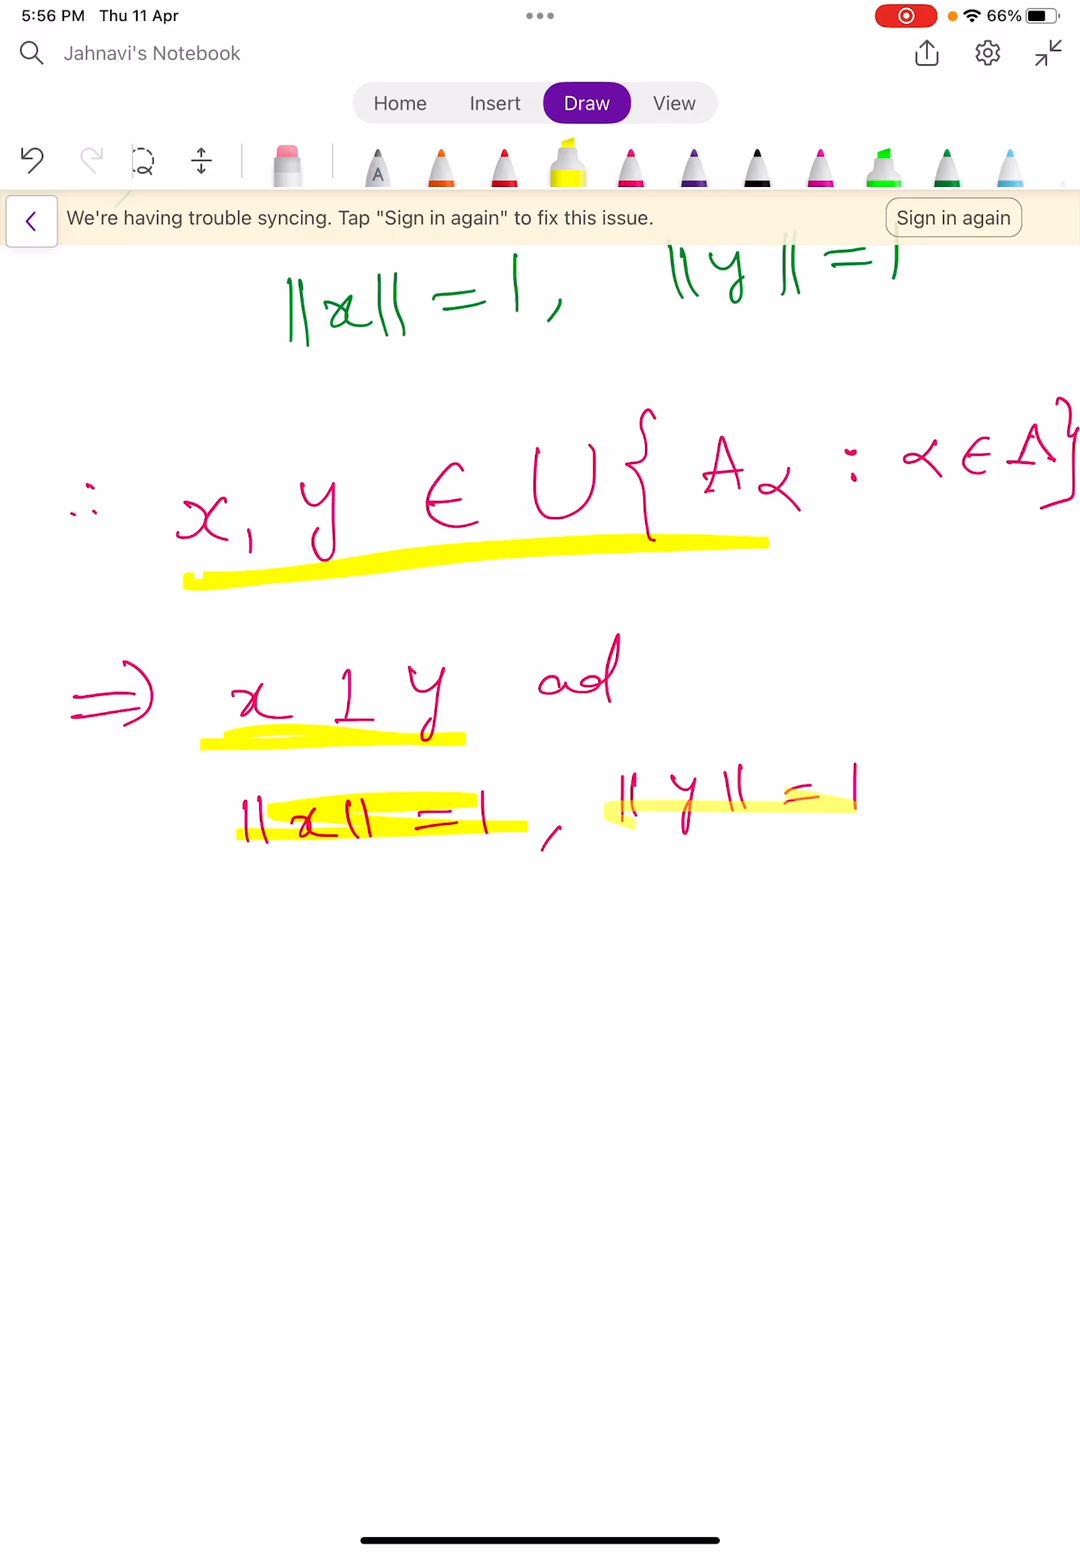 5:56 PM Thu 11 Apr 66%
Jahnavi's Notebook
Home Insert Draw View
A
We're having trouble syncing. Tap "Sign in again" to fix this issue. Sign in again
||x|| = 1, ||y|| = 1
∴ x, y ∈ ∪{ A_α : α ∈ Λ}
⇒ x ⊥ y ad
||x|| = 1, ||y|| = 1